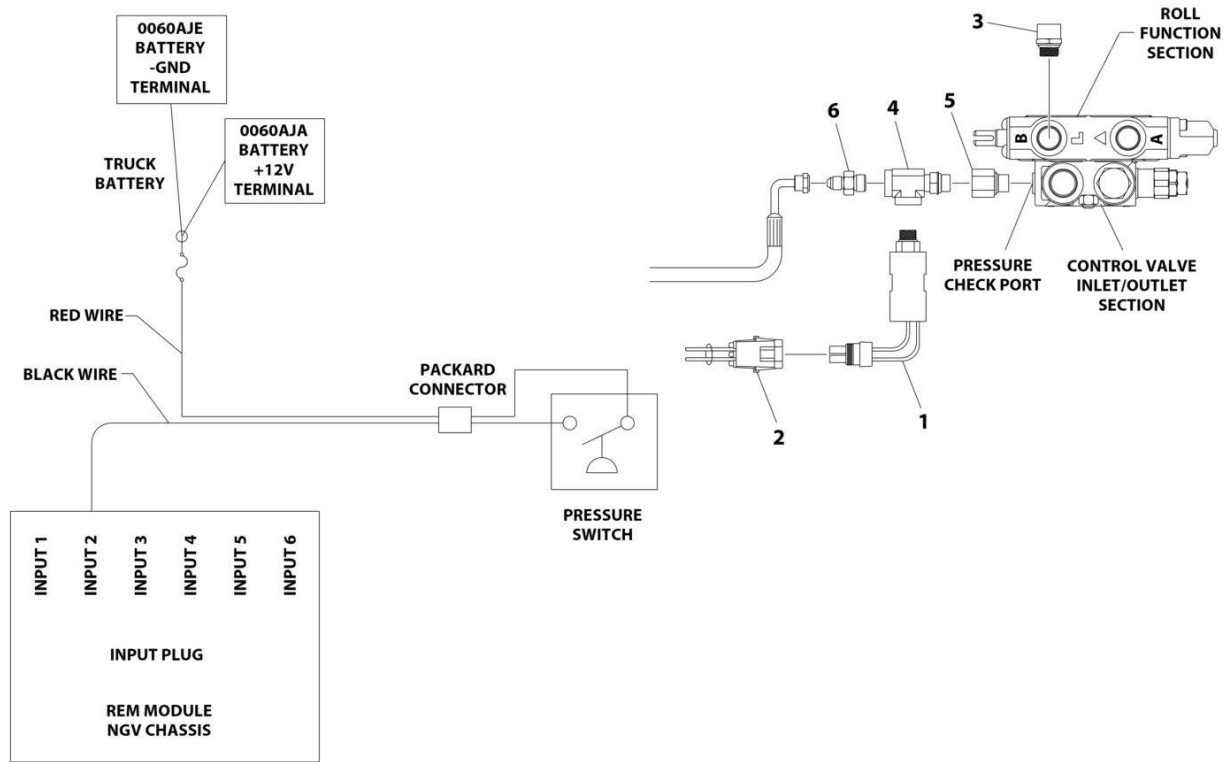 0060AJE
BATTERY
-GND
TERMINAL
0060AJA
BATTERY
+12V
TERMINAL
TRUCK
BATTERY
RED WIRE
BLACK WIRE
PACKARD
CONNECTOR
PRESSURE
SWITCH
INPUT 1
INPUT 2
INPUT 3
INPUT 4
INPUT 5
INPUT 6
INPUT PLUG
REM MODULE
NGV CHASSIS
3
ROLL
FUNCTION
SECTION
6
4
5
B
A
PRESSURE
CHECK PORT
CONTROL VALVE
INLET/OUTLET
SECTION
2
1